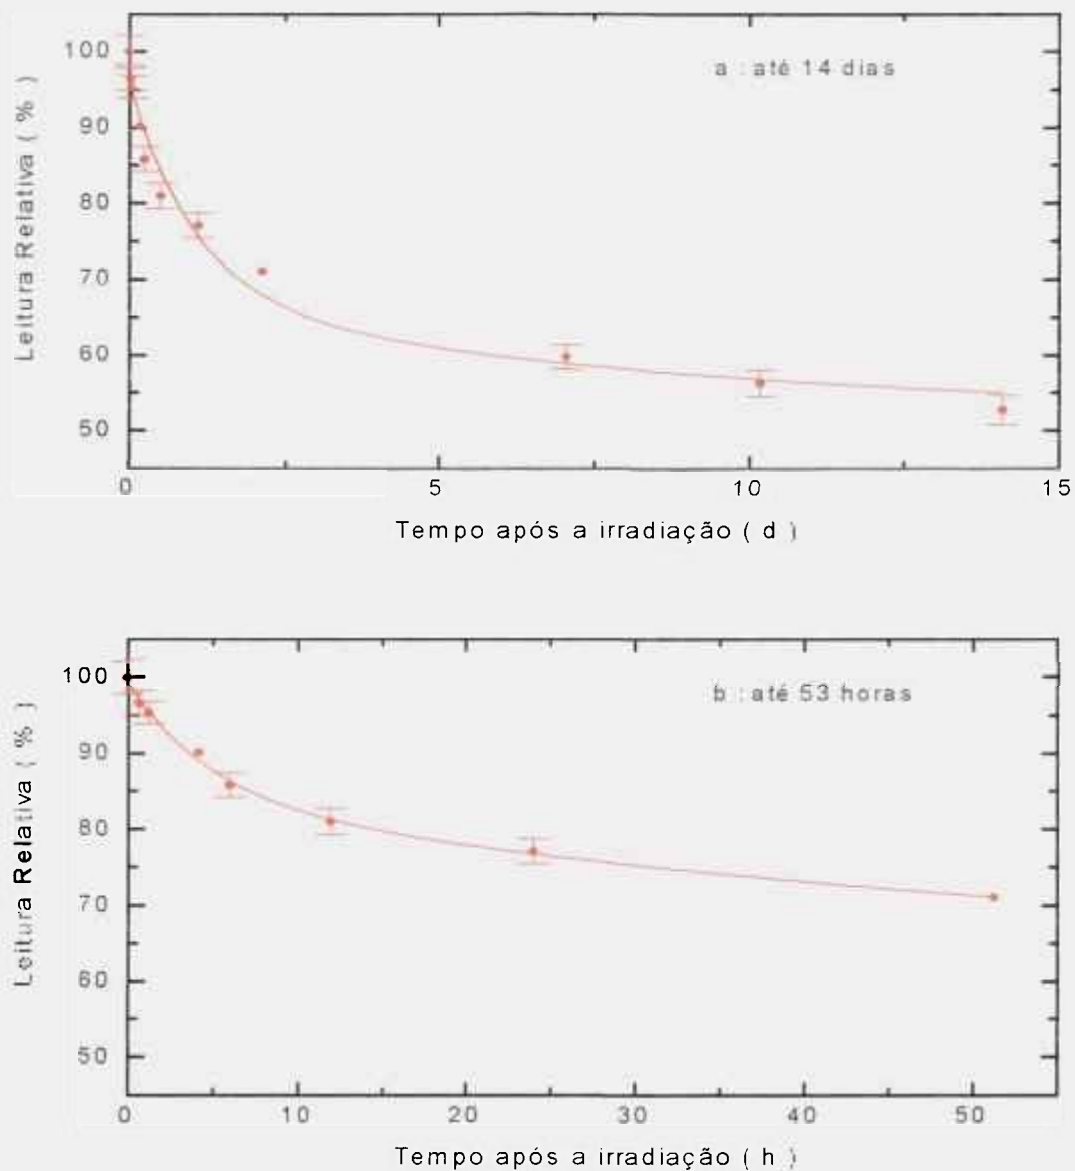 100
90
80
70
60
50
Leitura Relativa ( % )
a : até 14 dias
0 5 10 15
Tempo após a irradiação ( d )
100
90
80
70
60
50
Leitura Relativa ( % )
b : até 53 horas
0 10 20 30 40 50
Tempo após a irradiação ( h )